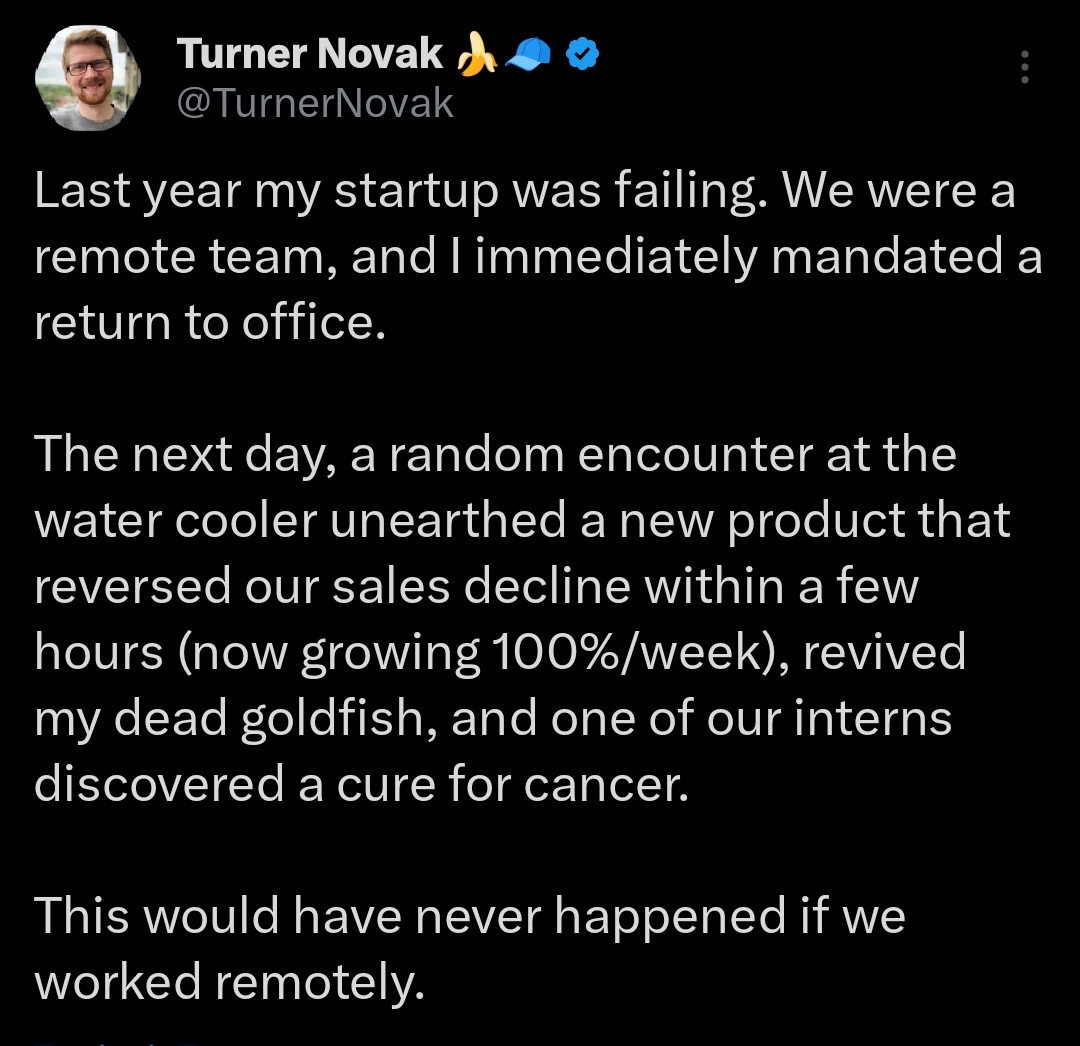 Turner Novak 🍌🧢
@TurnerNovak
Last year my startup was failing. We were a
remote team, and I immediately mandated a
return to office.
The next day, a random encounter at the
water cooler unearthed a new product that
reversed our sales decline within a few
hours (now growing 100%/week), revived
my dead goldfish, and one of our interns
discovered a cure for cancer.
This would have never happened if we
worked remotely.